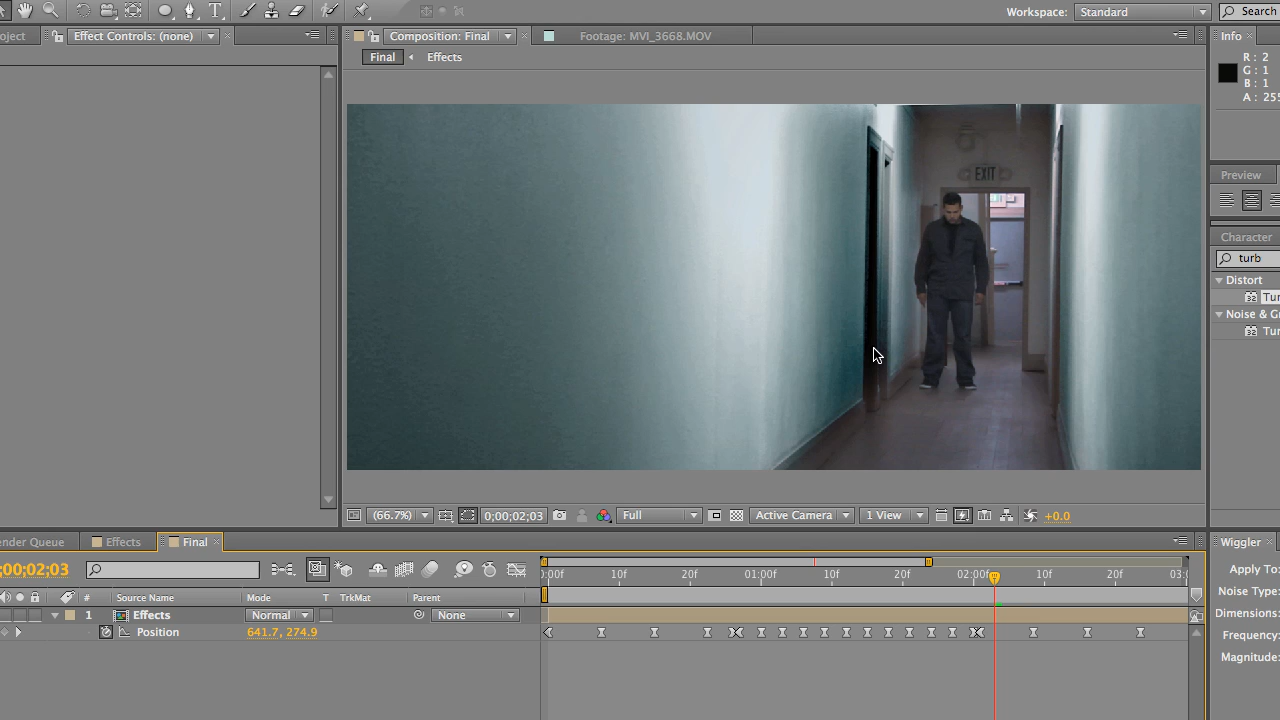 Workspace: Standard Search
oject Effect Controls: (none) Composition: Final Footage: MVI_3668.MOV Info
Final Effects
R : 2
G : 1
B : 1
A : 255
EXIT
Preview
Character
turb
Distort
Tur
Noise & Gr
Tur
(66.7%) 0;00;02;03 Full Active Camera 1 View +0.0
ender Queue Effects Final Wiggler
;00;02;03
0:00f 10f 20f 01:00f 10f 20f 02:00f 10f 20f 03:0
Apply To:
Noise Type:
# Source Name Mode T TrkMat Parent
1 Effects Normal None
Dimensions:
Position 641.7, 274.9
Frequency:
Magnitude: